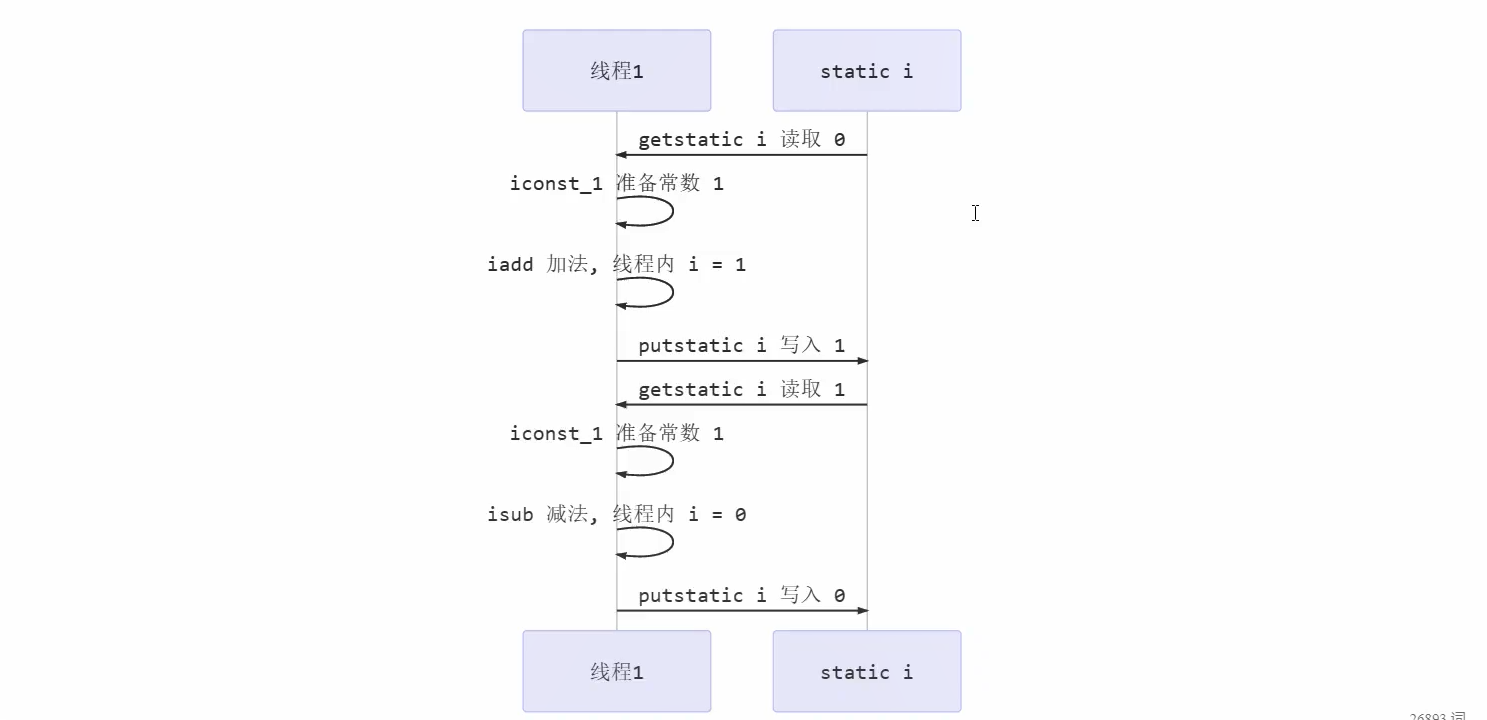 线程1 static i
getstatic i 读取 0
iconst_1 准备常数 1
iadd 加法, 线程内 i = 1
putstatic i 写入 1
getstatic i 读取 1
iconst_1 准备常数 1
isub 减法, 线程内 i = 0
putstatic i 写入 0
线程1 static i
26893 词